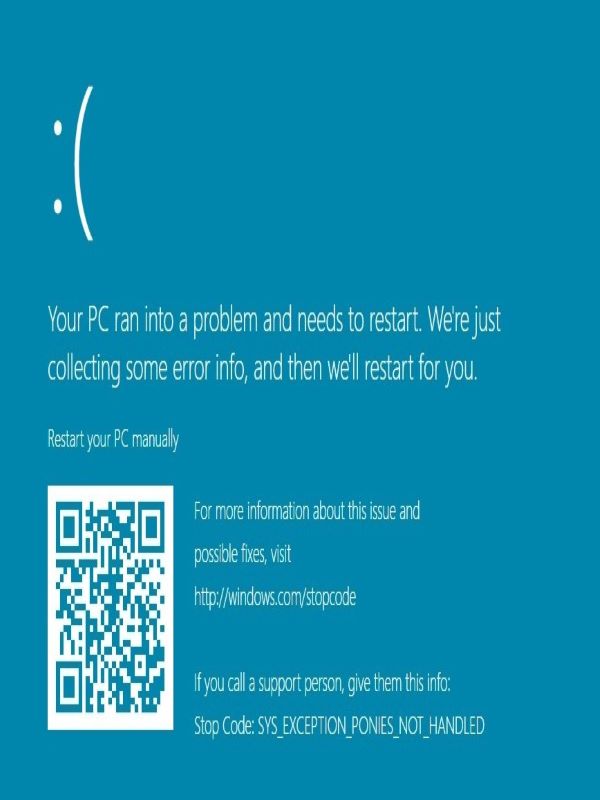 :(
Your PC ran into a problem and needs to restart. We're just
collecting some error info, and then we'll restart for you.
Restart your PC manually
For more information about this issue and
possible fixes, visit
http://windows.com/stopcode
If you call a support person, give them this info:
Stop Code: SYS_EXCEPTION_PONIES_NOT_HANDLED